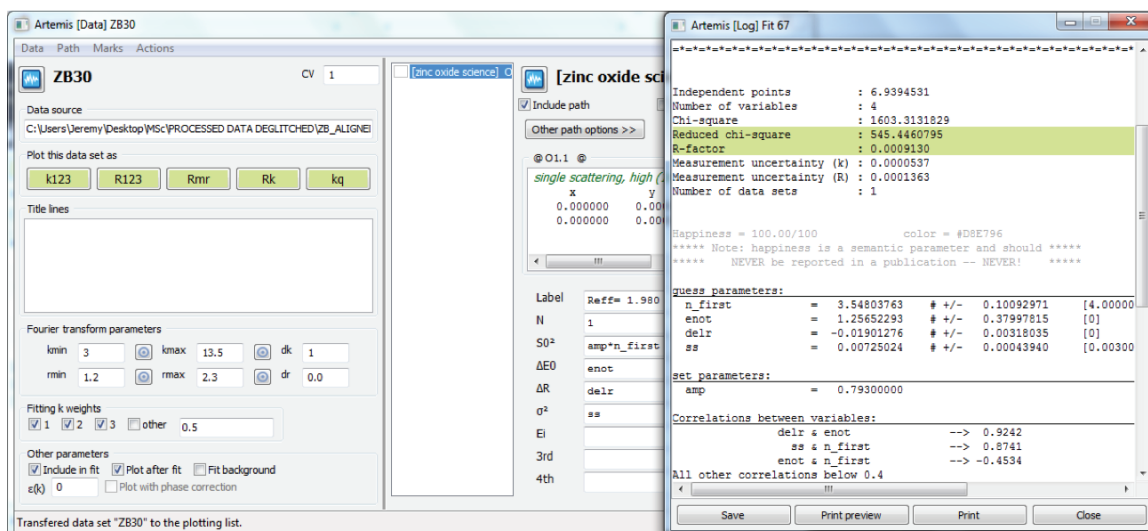 Artemis [Data] ZB30
Data Path Marks Actions
ZB30
CV 1
Data source
C:\Users\Jeremy\Desktop\MSc\PROCESSED DATA DEGLITCHED\ZB_ALIGNE
Plot this data set as
k123 R123 Rmr Rk kq
Title lines
Fourier transform parameters
kmin 3 kmax 13.5 dk 1
rmin 1.2 rmax 2.3 dr 0.0
Fitting k weights
1 2 3 other 0.5
Other parameters
Include in fit Plot after fit Fit background
ε(k) 0 Plot with phase correction
Transfered data set "ZB30" to the plotting list.
[zinc oxide science] O
[zinc oxide sci
Include path
Other path options >>
@ O1.1 @
single scattering, high (
x y
0.000000 0.00
0.000000 0.00
Label Reff= 1.980
N 1
S0² amp*n_first
ΔE0 enot
ΔR delr
σ² ss
Ei
3rd
4th
Artemis [Log] Fit 67
=*=*=*=*=*=*=*=*=*=*=*=*=*=*=*=*=*=*=*=*=*=*=*=*=*=*=*=*=*=*=*=*=*=*
Independent points : 6.9394531
Number of variables : 4
Chi-square : 1603.3131829
Reduced chi-square : 545.4460795
R-factor : 0.0009130
Measurement uncertainty (k) : 0.0000537
Measurement uncertainty (R) : 0.0001363
Number of data sets : 1
Happiness = 100.00/100 color = #D8E796
***** Note: happiness is a semantic parameter and should *****
***** NEVER be reported in a publication -- NEVER! *****
guess parameters:
n_first = 3.54803763 # +/- 0.10092971 [4.00000
enot = 1.25652293 # +/- 0.37997815 [0]
delr = -0.01901276 # +/- 0.00318035 [0]
ss = 0.00725024 # +/- 0.00043940 [0.00300
set parameters:
amp = 0.79300000
Correlations between variables:
delr & enot --> 0.9242
ss & n_first --> 0.8741
enot & n_first --> -0.4534
All other correlations below 0.4
Save Print preview Print Close